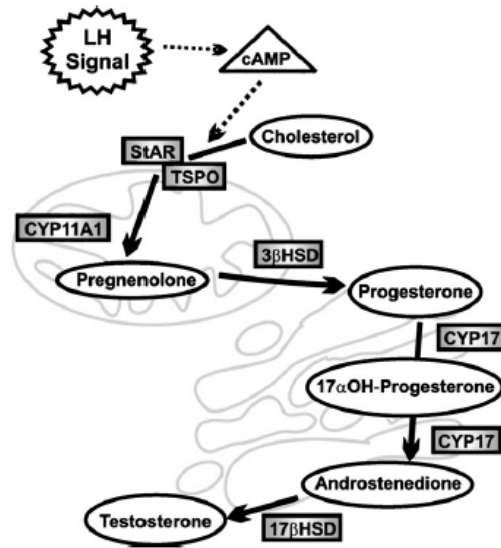 LH
Signal
cAMP
Cholesterol
StAR
TSPO
CYP11A1
3βHSD
Pregnenolone
Progesterone
CYP17
17αOH-Progesterone
CYP17
Androstenedione
Testosterone
17βHSD